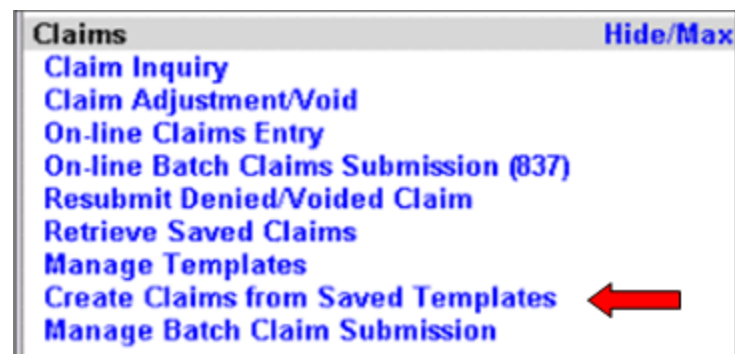 Claims Hide/Max
Claim Inquiry
Claim Adjustment/Void
On-line Claims Entry
On-line Batch Claims Submission (837)
Resubmit Denied/Voided Claim
Retrieve Saved Claims
Manage Templates
Create Claims from Saved Templates
Manage Batch Claim Submission